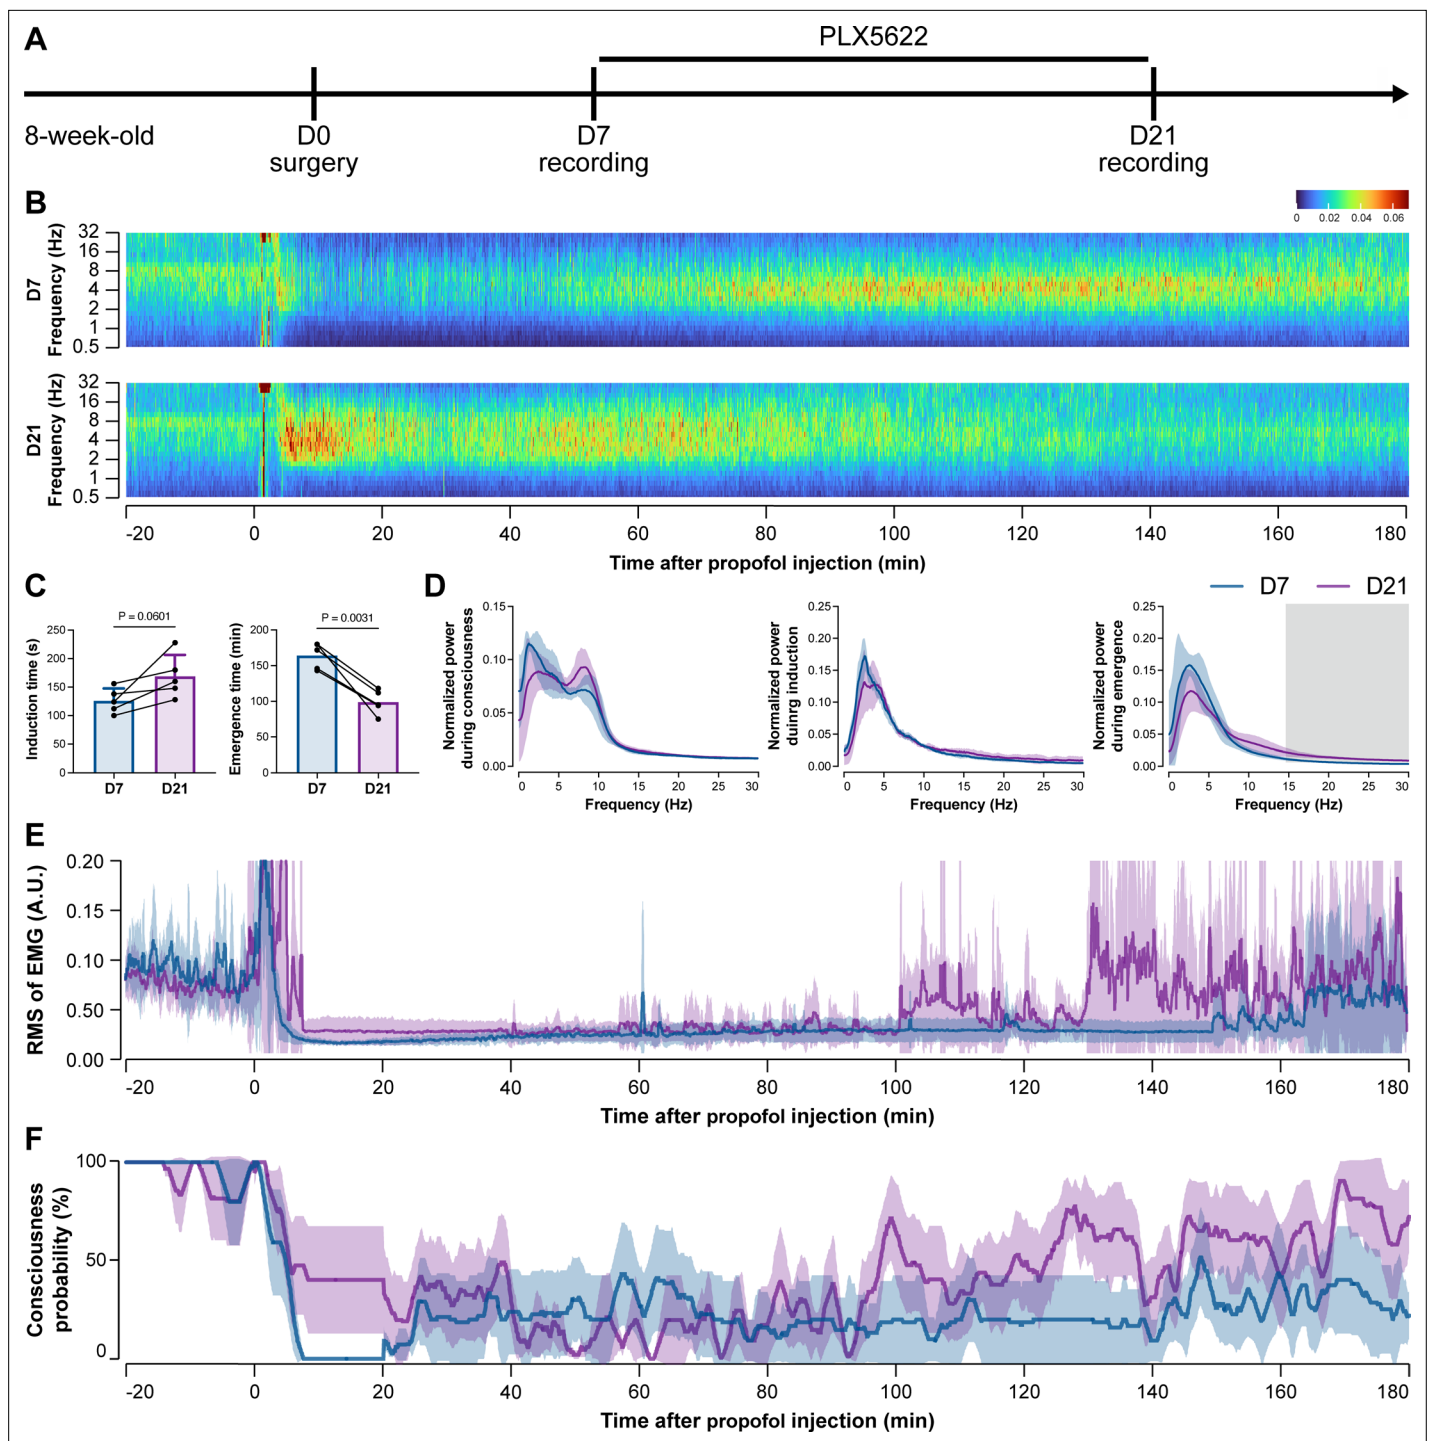 A
PLX5622
8-week-old
D0
surgery
D7
recording
D21
recording
B
0 0.02 0.04 0.06
D7
Frequency (Hz)
32
16
8
4
2
1
0.5
D21
Frequency (Hz)
32
16
8
4
2
1
0.5
-20 0 20 40 60 80 100 120 140 160 180
Time after propofol injection (min)
C
Induction time (s)
P = 0.0601
250
200
150
100
50
0
D7 D21
Emergence time (min)
P = 0.0031
200
150
100
50
0
D7 D21
D
D7 D21
Normalized power
during consciousness
0.15
0.10
0.05
0.00
0 5 10 15 20 25 30
Frequency (Hz)
Normalized power
duinrg induction
0.25
0.20
0.15
0.10
0.05
0.00
0 5 10 15 20 25 30
Frequency (Hz)
Normalized power
during emergence
0.25
0.20
0.15
0.10
0.05
0.00
0 5 10 15 20 25 30
Frequency (Hz)
E
RMS of EMG (A.U.)
0.20
0.15
0.10
0.50
0.00
-20 0 20 40 60 80 100 120 140 160 180
Time after propofol injection (min)
F
Consciousness
probability (%)
100
50
0
-20 0 20 40 60 80 100 120 140 160 180
Time after propofol injection (min)